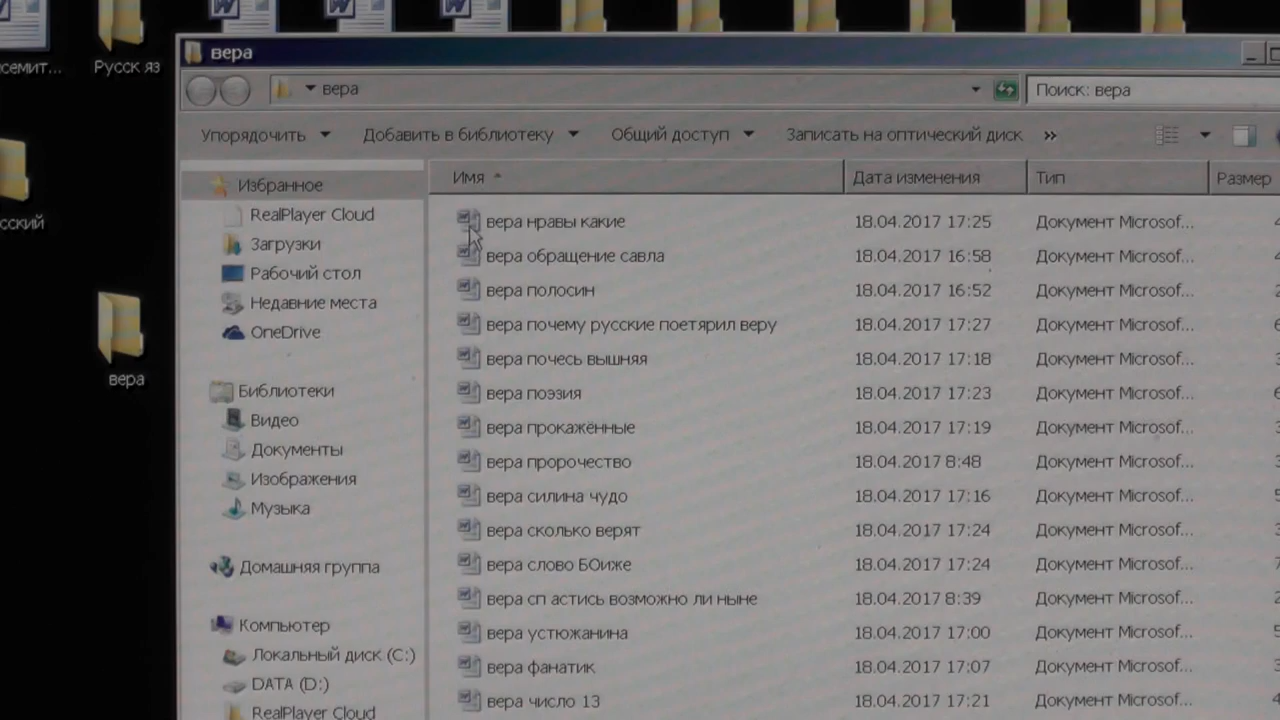 семит...
Русск яз
сский
вера
вера
вера
Поиск: вера
Упорядочить Добавить в библиотеку Общий доступ Записать на оптический диск »
Избранное
RealPlayer Cloud
Загрузки
Рабочий стол
Недавние места
OneDrive
Библиотеки
Видео
Документы
Изображения
Музыка
Домашняя группа
Компьютер
Локальный диск (C:)
DATA (D:)
RealPlayer Cloud
Имя Дата изменения Тип Размер
вера нравы какие 18.04.2017 17:25 Документ Microsof...
вера обращение савла 18.04.2017 16:58 Документ Microsof...
вера полосин 18.04.2017 16:52 Документ Microsof...
вера почему русские поетярил веру 18.04.2017 17:27 Документ Microsof...
вера почесь вышняя 18.04.2017 17:18 Документ Microsof...
вера поэзия 18.04.2017 17:23 Документ Microsof...
вера прокажённые 18.04.2017 17:19 Документ Microsof...
вера пророчество 18.04.2017 8:48 Документ Microsof...
вера силина чудо 18.04.2017 17:16 Документ Microsof...
вера сколько верят 18.04.2017 17:24 Документ Microsof...
вера слово БОиже 18.04.2017 17:24 Документ Microsof...
вера сп астись возможно ли ныне 18.04.2017 8:39 Документ Microsof...
вера устюжанина 18.04.2017 17:00 Документ Microsof...
вера фанатик 18.04.2017 17:07 Документ Microsof...
вера число 13 18.04.2017 17:21 Документ Microsof...